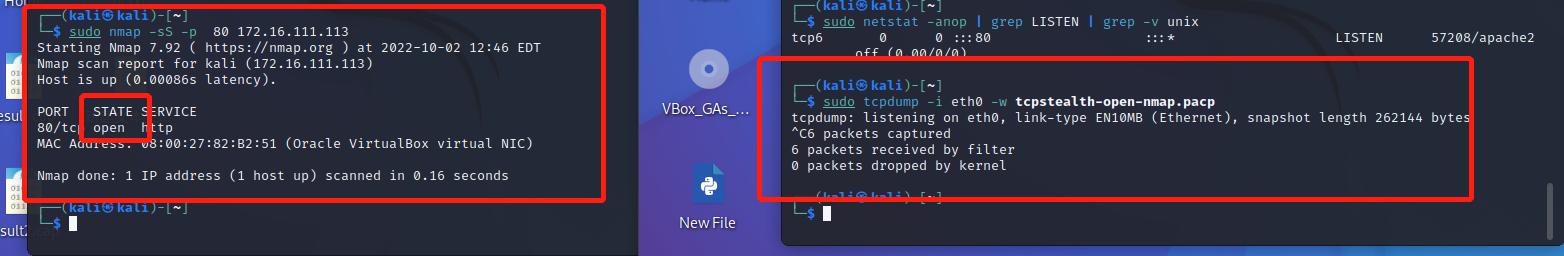 ┌──(kali㉿kali)-[~]
└─$ sudo nmap -sS -p  80 172.16.111.113
Starting Nmap 7.92 ( https://nmap.org ) at 2022-10-02 12:46 EDT
Nmap scan report for kali (172.16.111.113)
Host is up (0.00086s latency).
PORT   STATE SERVICE
80/tcp open  http
MAC Address: 08:00:27:82:B2:51 (Oracle VirtualBox virtual NIC)
Nmap done: 1 IP address (1 host up) scanned in 0.16 seconds
┌──(kali㉿kali)-[~]
└─$
VBox_GAs_...
New File
┌──(kali㉿kali)-[~]
└─$ sudo netstat -anop | grep LISTEN | grep -v unix
tcp6       0      0 :::80                   :::*                    LISTEN      57208/apache2
off (0.00/0/0)
┌──(kali㉿kali)-[~]
└─$ sudo tcpdump -i eth0 -w tcpstealth-open-nmap.pacp
tcpdump: listening on eth0, link-type EN10MB (Ethernet), snapshot length 262144 bytes
^C6 packets captured
6 packets received by filter
0 packets dropped by kernel
┌──(kali㉿kali)-[~]
└─$